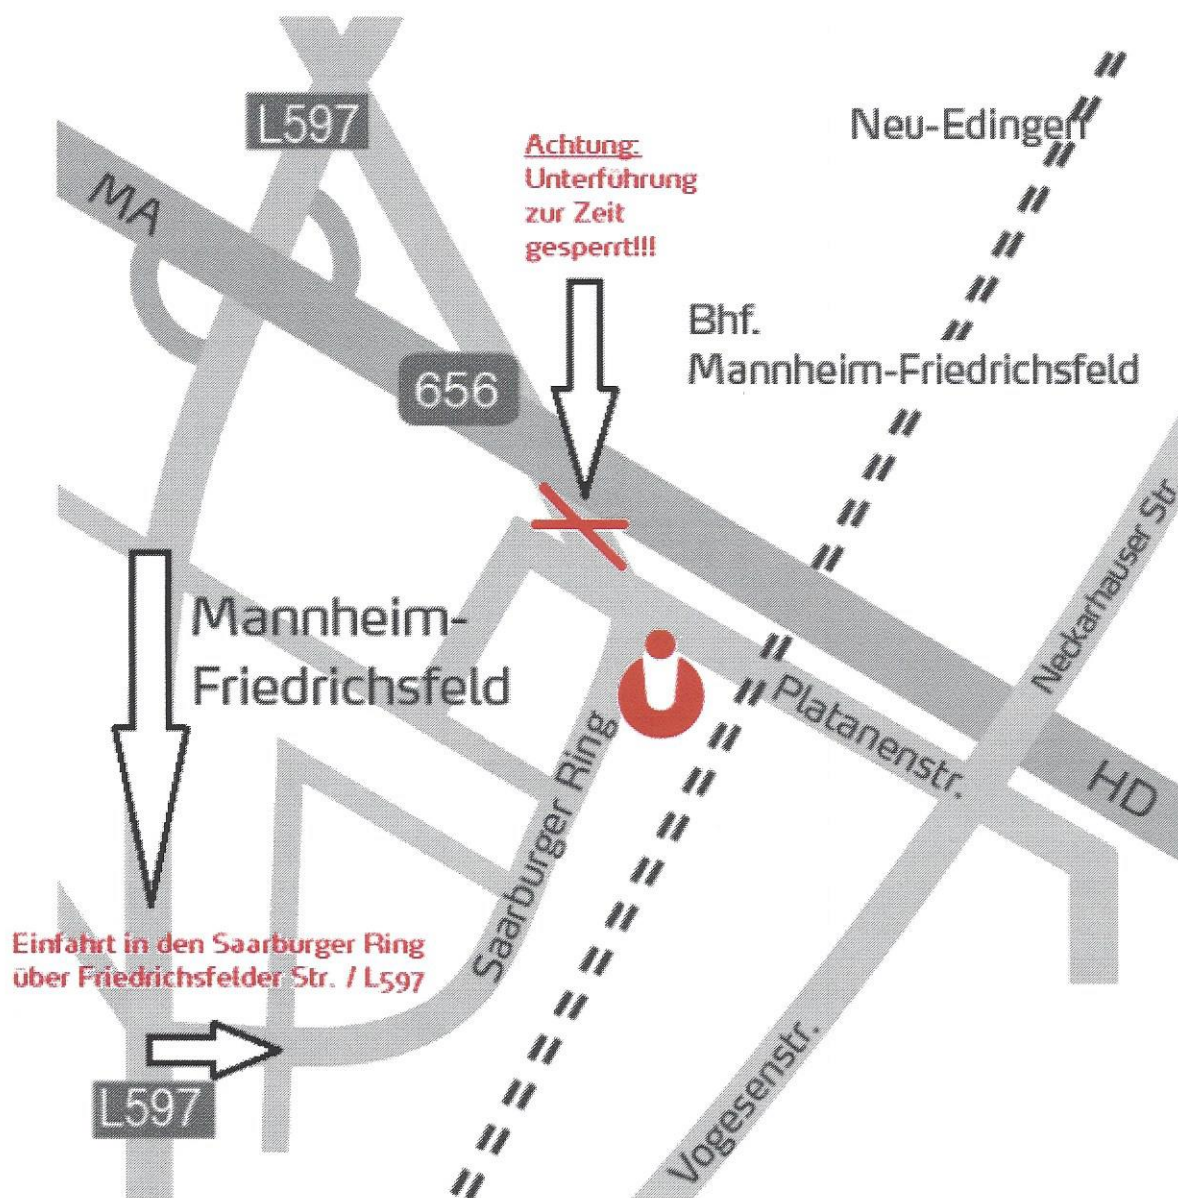 L597
Neu-Edingen
Achtung:
Unterführung
zur Zeit
gesperrt!!!
MA
Bhf.
Mannheim-Friedrichsfeld
656
Neckarhauser Str.
Mannheim-
Friedrichsfeld
Platanenstr.
HD
Saarburger Ring
Einfahrt in den Saarburger Ring
über Friedrichsfelder Str. / L597
L597
Vogesenstr.